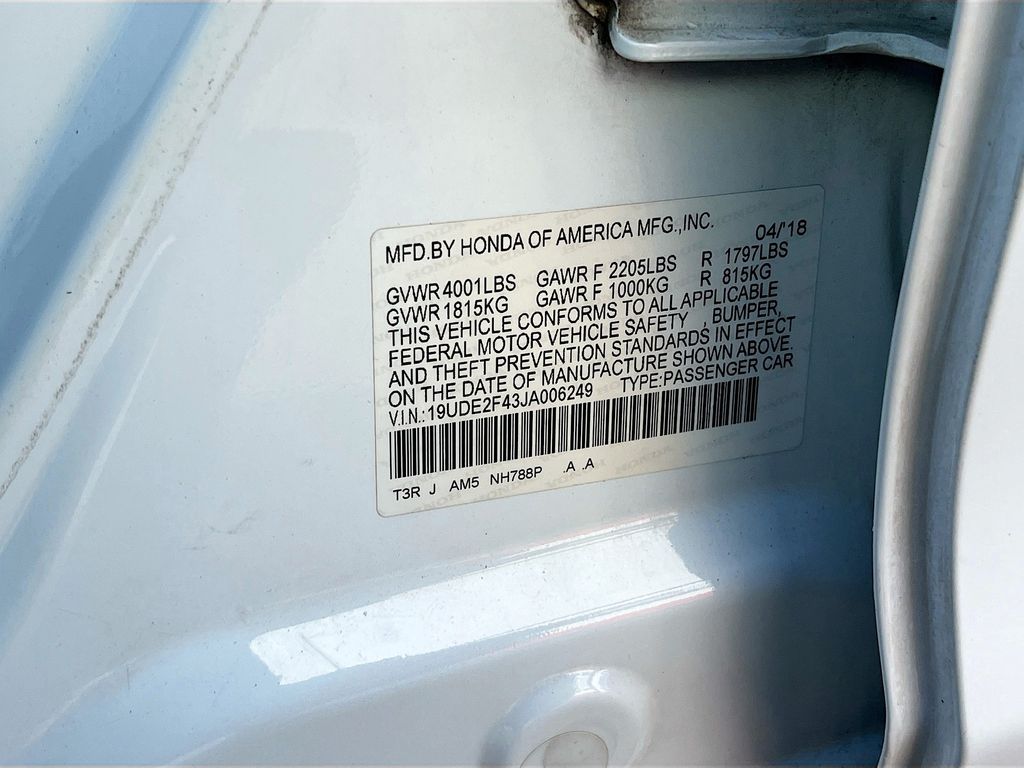 MFD.BY HONDA OF AMERICA MFG.,INC. 04/'18
GVWR 4001LBS GAWR F 2205LBS R 1797LBS
GVWR 1815KG GAWR F 1000KG R 815KG
THIS VEHICLE CONFORMS TO ALL APPLICABLE
FEDERAL MOTOR VEHICLE SAFETY , BUMPER,
AND THEFT PREVENTION STANDARDS IN EFFECT
ON THE DATE OF MANUFACTURE SHOWN ABOVE.
V.I.N.:19UDE2F43JA006249 TYPE:PASSENGER CAR
T3R J AM5 NH788P .A .A